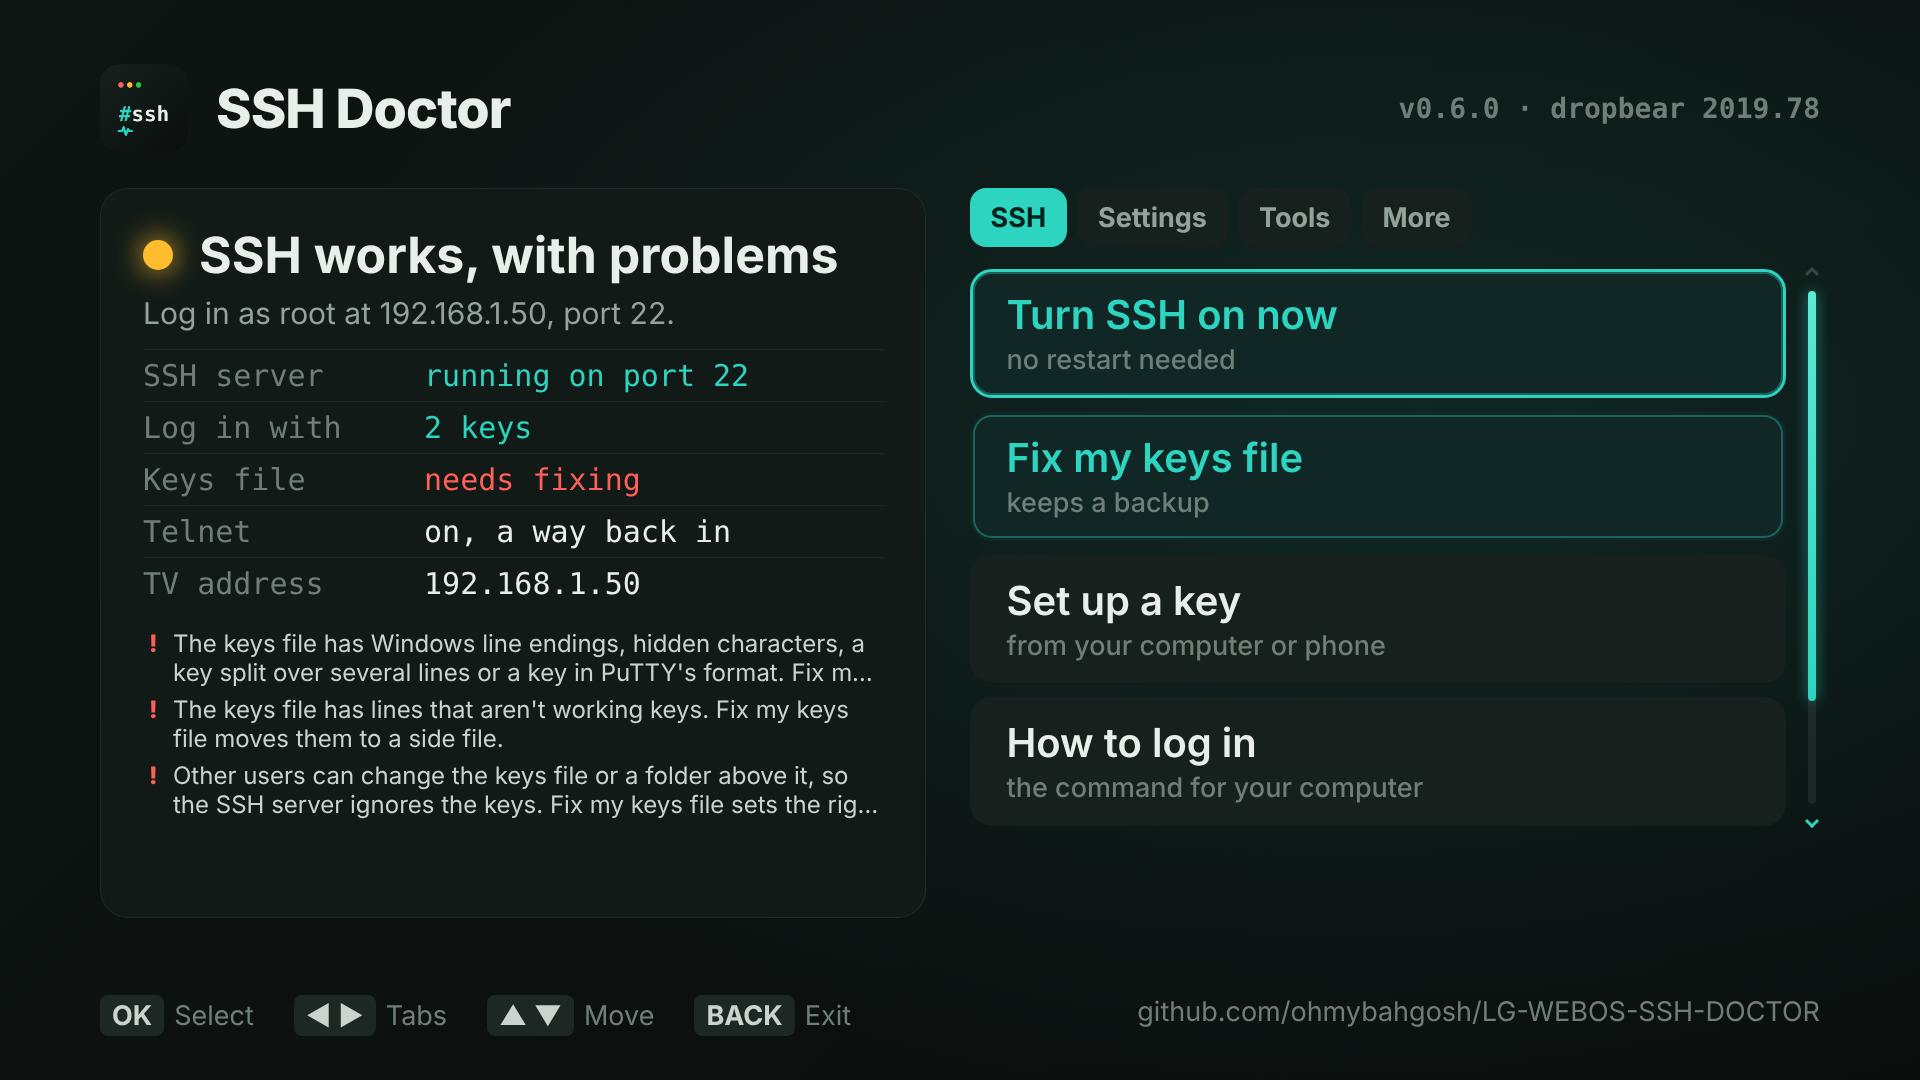 #ssh
SSH Doctor
v0.6.0 · dropbear 2019.78
SSH works, with problems
Log in as root at 192.168.1.50, port 22.
SSH server running on port 22
Log in with 2 keys
Keys file needs fixing
Telnet on, a way back in
TV address 192.168.1.50
! The keys file has Windows line endings, hidden characters, a
key split over several lines or a key in PuTTY's format. Fix m...
! The keys file has lines that aren't working keys. Fix my keys
file moves them to a side file.
! Other users can change the keys file or a folder above it, so
the SSH server ignores the keys. Fix my keys file sets the rig...
SSH Settings Tools More
Turn SSH on now
no restart needed
Fix my keys file
keeps a backup
Set up a key
from your computer or phone
How to log in
the command for your computer
OK Select ◀ ▶ Tabs ▲ ▼ Move BACK Exit
github.com/ohmybahgosh/LG-WEBOS-SSH-DOCTOR